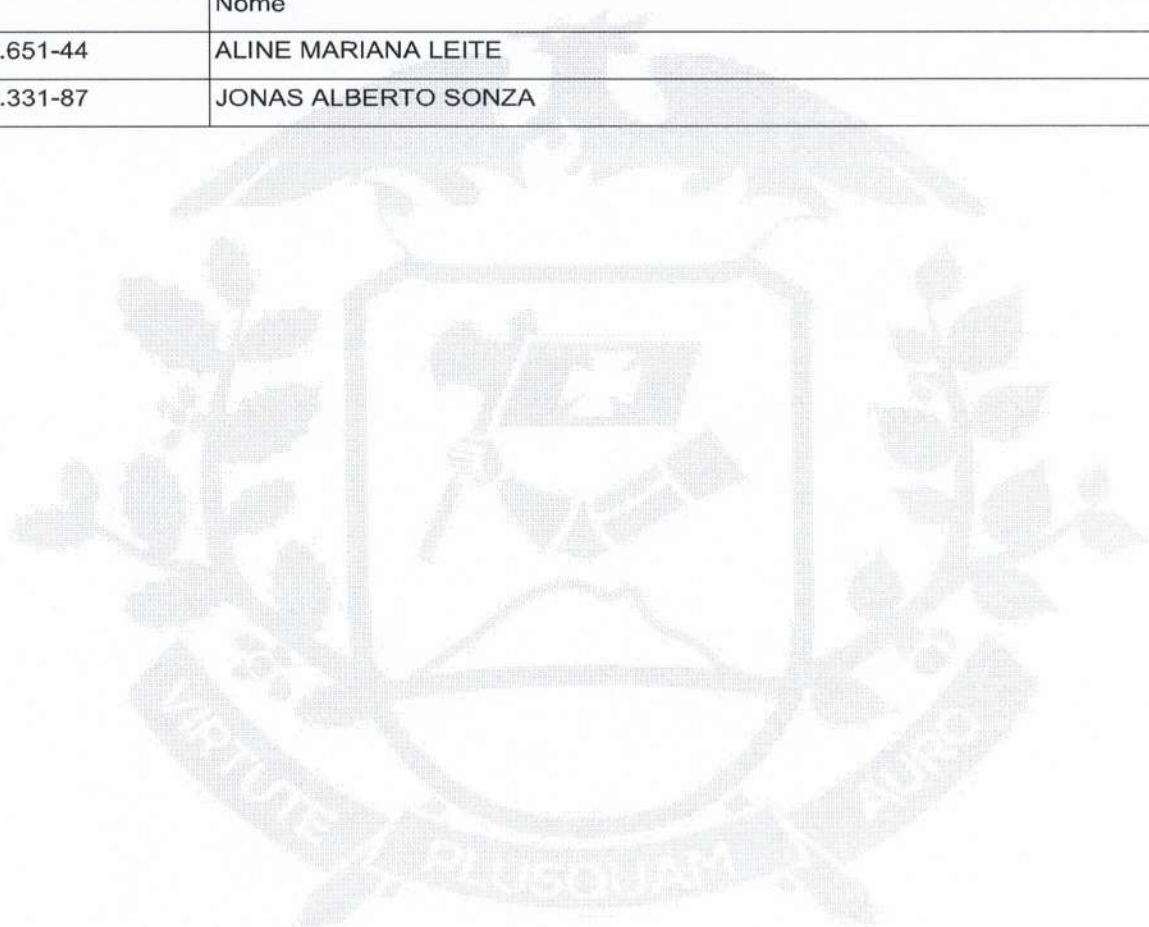 Nome
.651-44 ALINE MARIANA LEITE
.331-87 JONAS ALBERTO SONZA
VIRTUTE PLUSQUAM AURO